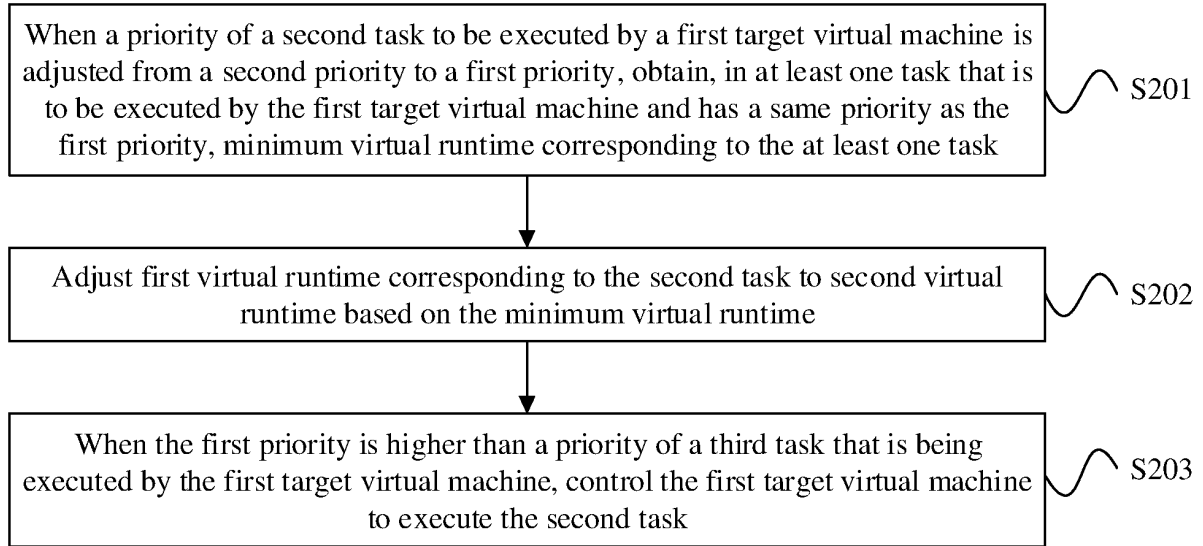 When a priority of a second task to be executed by a first target virtual machine is
adjusted from a second priority to a first priority, obtain, in at least one task that is
to be executed by the first target virtual machine and has a same priority as the
first priority, minimum virtual runtime corresponding to the at least one task
S201
Adjust first virtual runtime corresponding to the second task to second virtual
runtime based on the minimum virtual runtime
S202
When the first priority is higher than a priority of a third task that is being
executed by the first target virtual machine, control the first target virtual machine
to execute the second task
S203